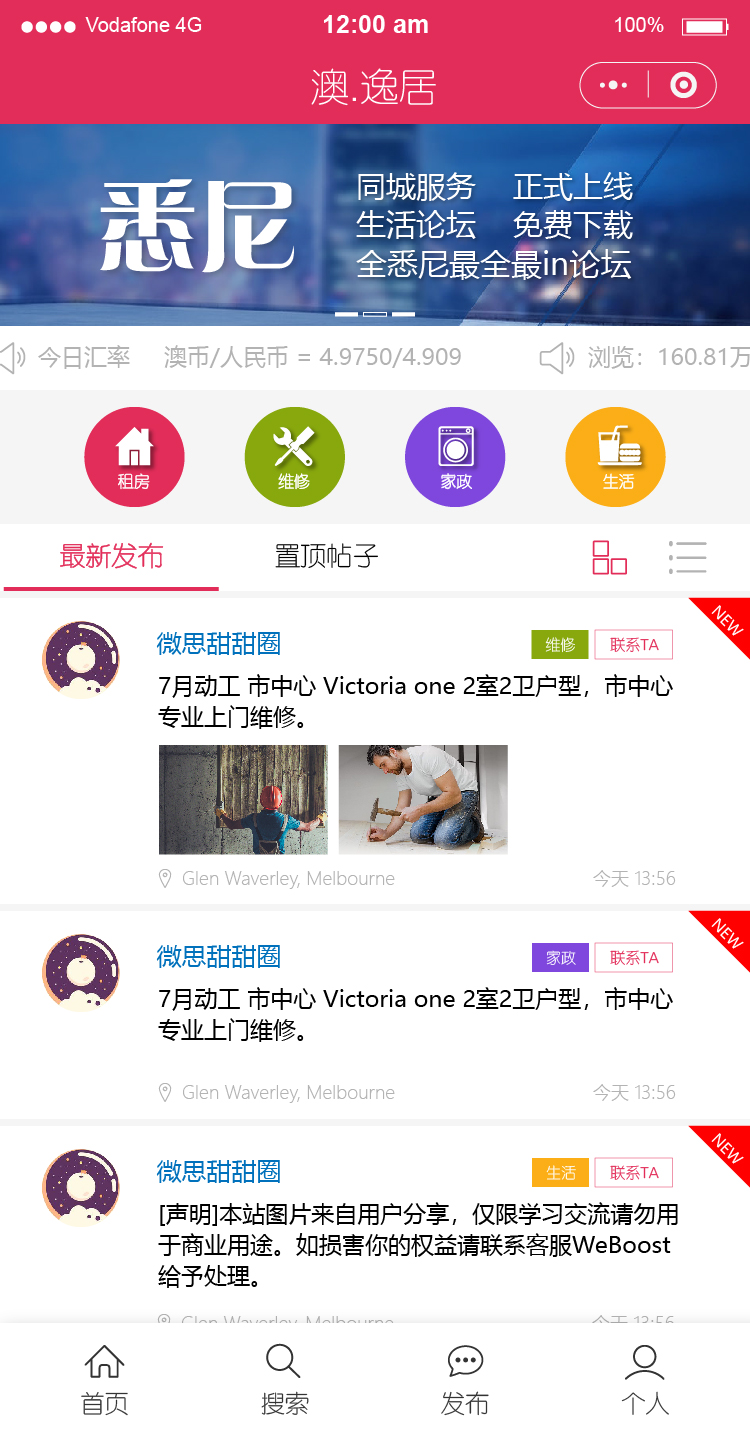 Vodafone 4G 12:00 am 100%
澳.逸居
悉尼
同城服务 正式上线
生活论坛 免费下载
全悉尼最全最in论坛
今日汇率 澳币/人民币 = 4.9750/4.909 浏览：160.81万
租房 维修 家政 生活
最新发布 置顶帖子
NEW
微思甜甜圈 维修 联系TA
7月动工 市中心 Victoria one 2室2卫户型，市中心
专业上门维修。
Glen Waverley, Melbourne 今天 13:56
NEW
微思甜甜圈 家政 联系TA
7月动工 市中心 Victoria one 2室2卫户型，市中心
专业上门维修。
Glen Waverley, Melbourne 今天 13:56
NEW
微思甜甜圈 生活 联系TA
[声明]本站图片来自用户分享，仅限学习交流请勿用
于商业用途。如损害你的权益请联系客服WeBoost
给予处理。
Glen Waverley, Melbourne 今天 13:56
首页 搜索 发布 个人